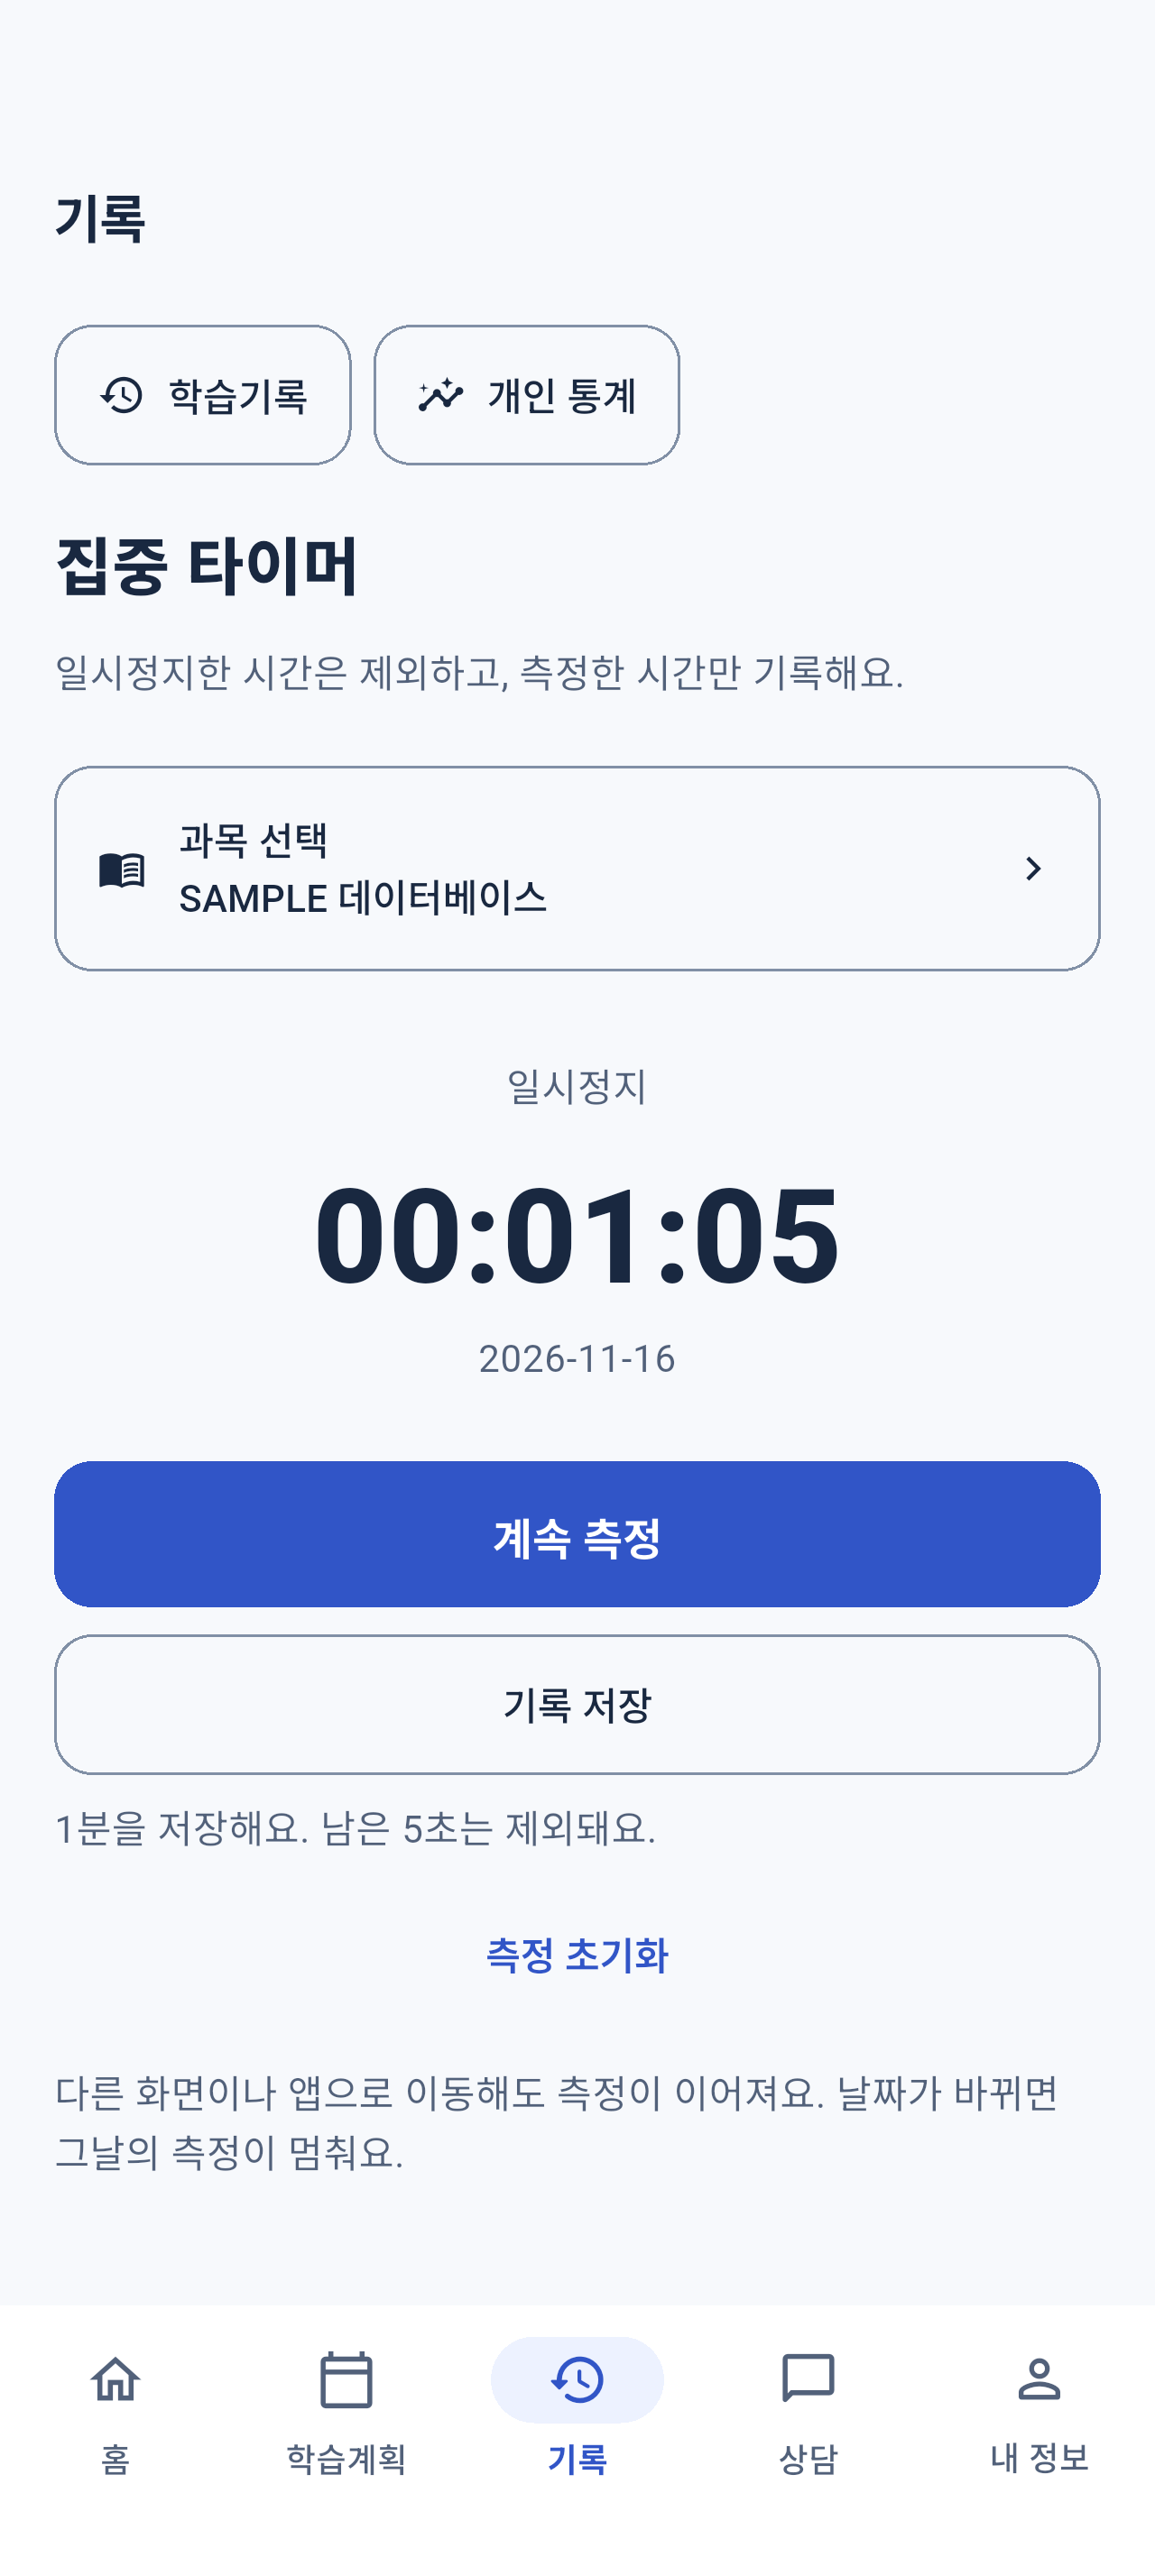 기록
학습기록
개인 통계
집중 타이머
일시정지한 시간은 제외하고, 측정한 시간만 기록해요.
과목 선택
SAMPLE 데이터베이스
일시정지
00:01:05
2026-11-16
계속 측정
기록 저장
1분을 저장해요. 남은 5초는 제외돼요.
측정 초기화
다른 화면이나 앱으로 이동해도 측정이 이어져요. 날짜가 바뀌면
그날의 측정이 멈춰요.
홈
학습계획
기록
상담
내 정보